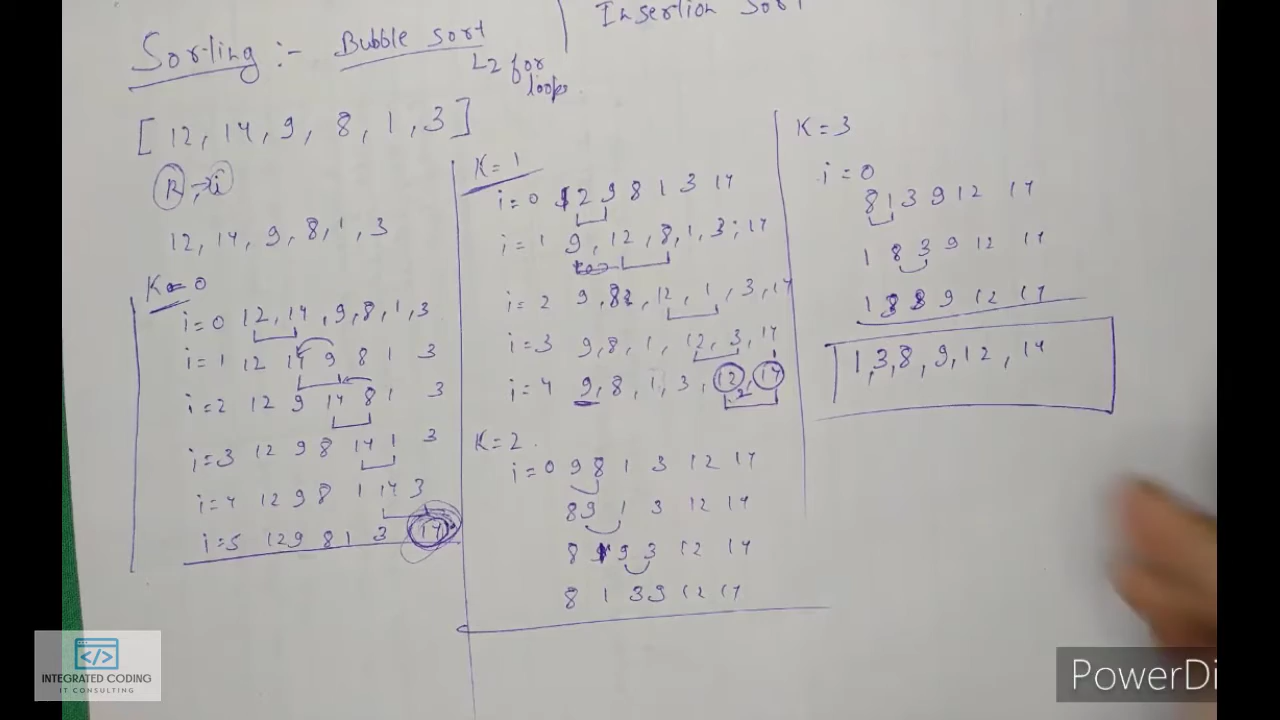 Sorting :- Bubble sort
L2 for
loops
Insertion Sort
[ 12, 14, 9, 8, 1, 3 ]
k → i
12, 14, 9, 8, 1, 3
K = 0
i=0 12, 14, 9, 8, 1, 3
i=1 12 14 9 8 1 3
i=2 12 9 14 8 1 3
i=3 12 9 8 14 1 3
i=4 12 9 8 1 14 3
i=5 12 9 8 1 3 14
K=1
i=0 12 9 8 1 3 14
i=1 9, 12, 8, 1, 3, 14
i=2 9, 8, 12, 1, 3, 14
i=3 9, 8, 1, 12, 3, 14
i=4 9, 8, 1, 3, 12, 14
2
K=2
i=0 9 8 1 3 12 14
8 9 1 3 12 14
8 1 9 3 12 14
8 1 3 9 12 14
K=3
i=0
8 1 3 9 12 14
1 8 3 9 12 14
1 3 8 9 12 14
1, 3, 8, 9, 12, 14
</>
INTEGRATED CODING
IT CONSULTING
PowerDi